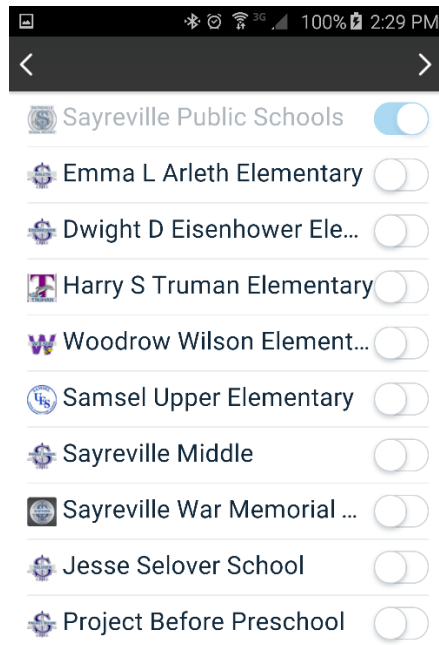 3G 100% 2:29 PM
Sayreville Public Schools
Emma L Arleth Elementary
Dwight D Eisenhower Ele...
Harry S Truman Elementary
Woodrow Wilson Element...
Samsel Upper Elementary
Sayreville Middle
Sayreville War Memorial ...
Jesse Selover School
Project Before Preschool